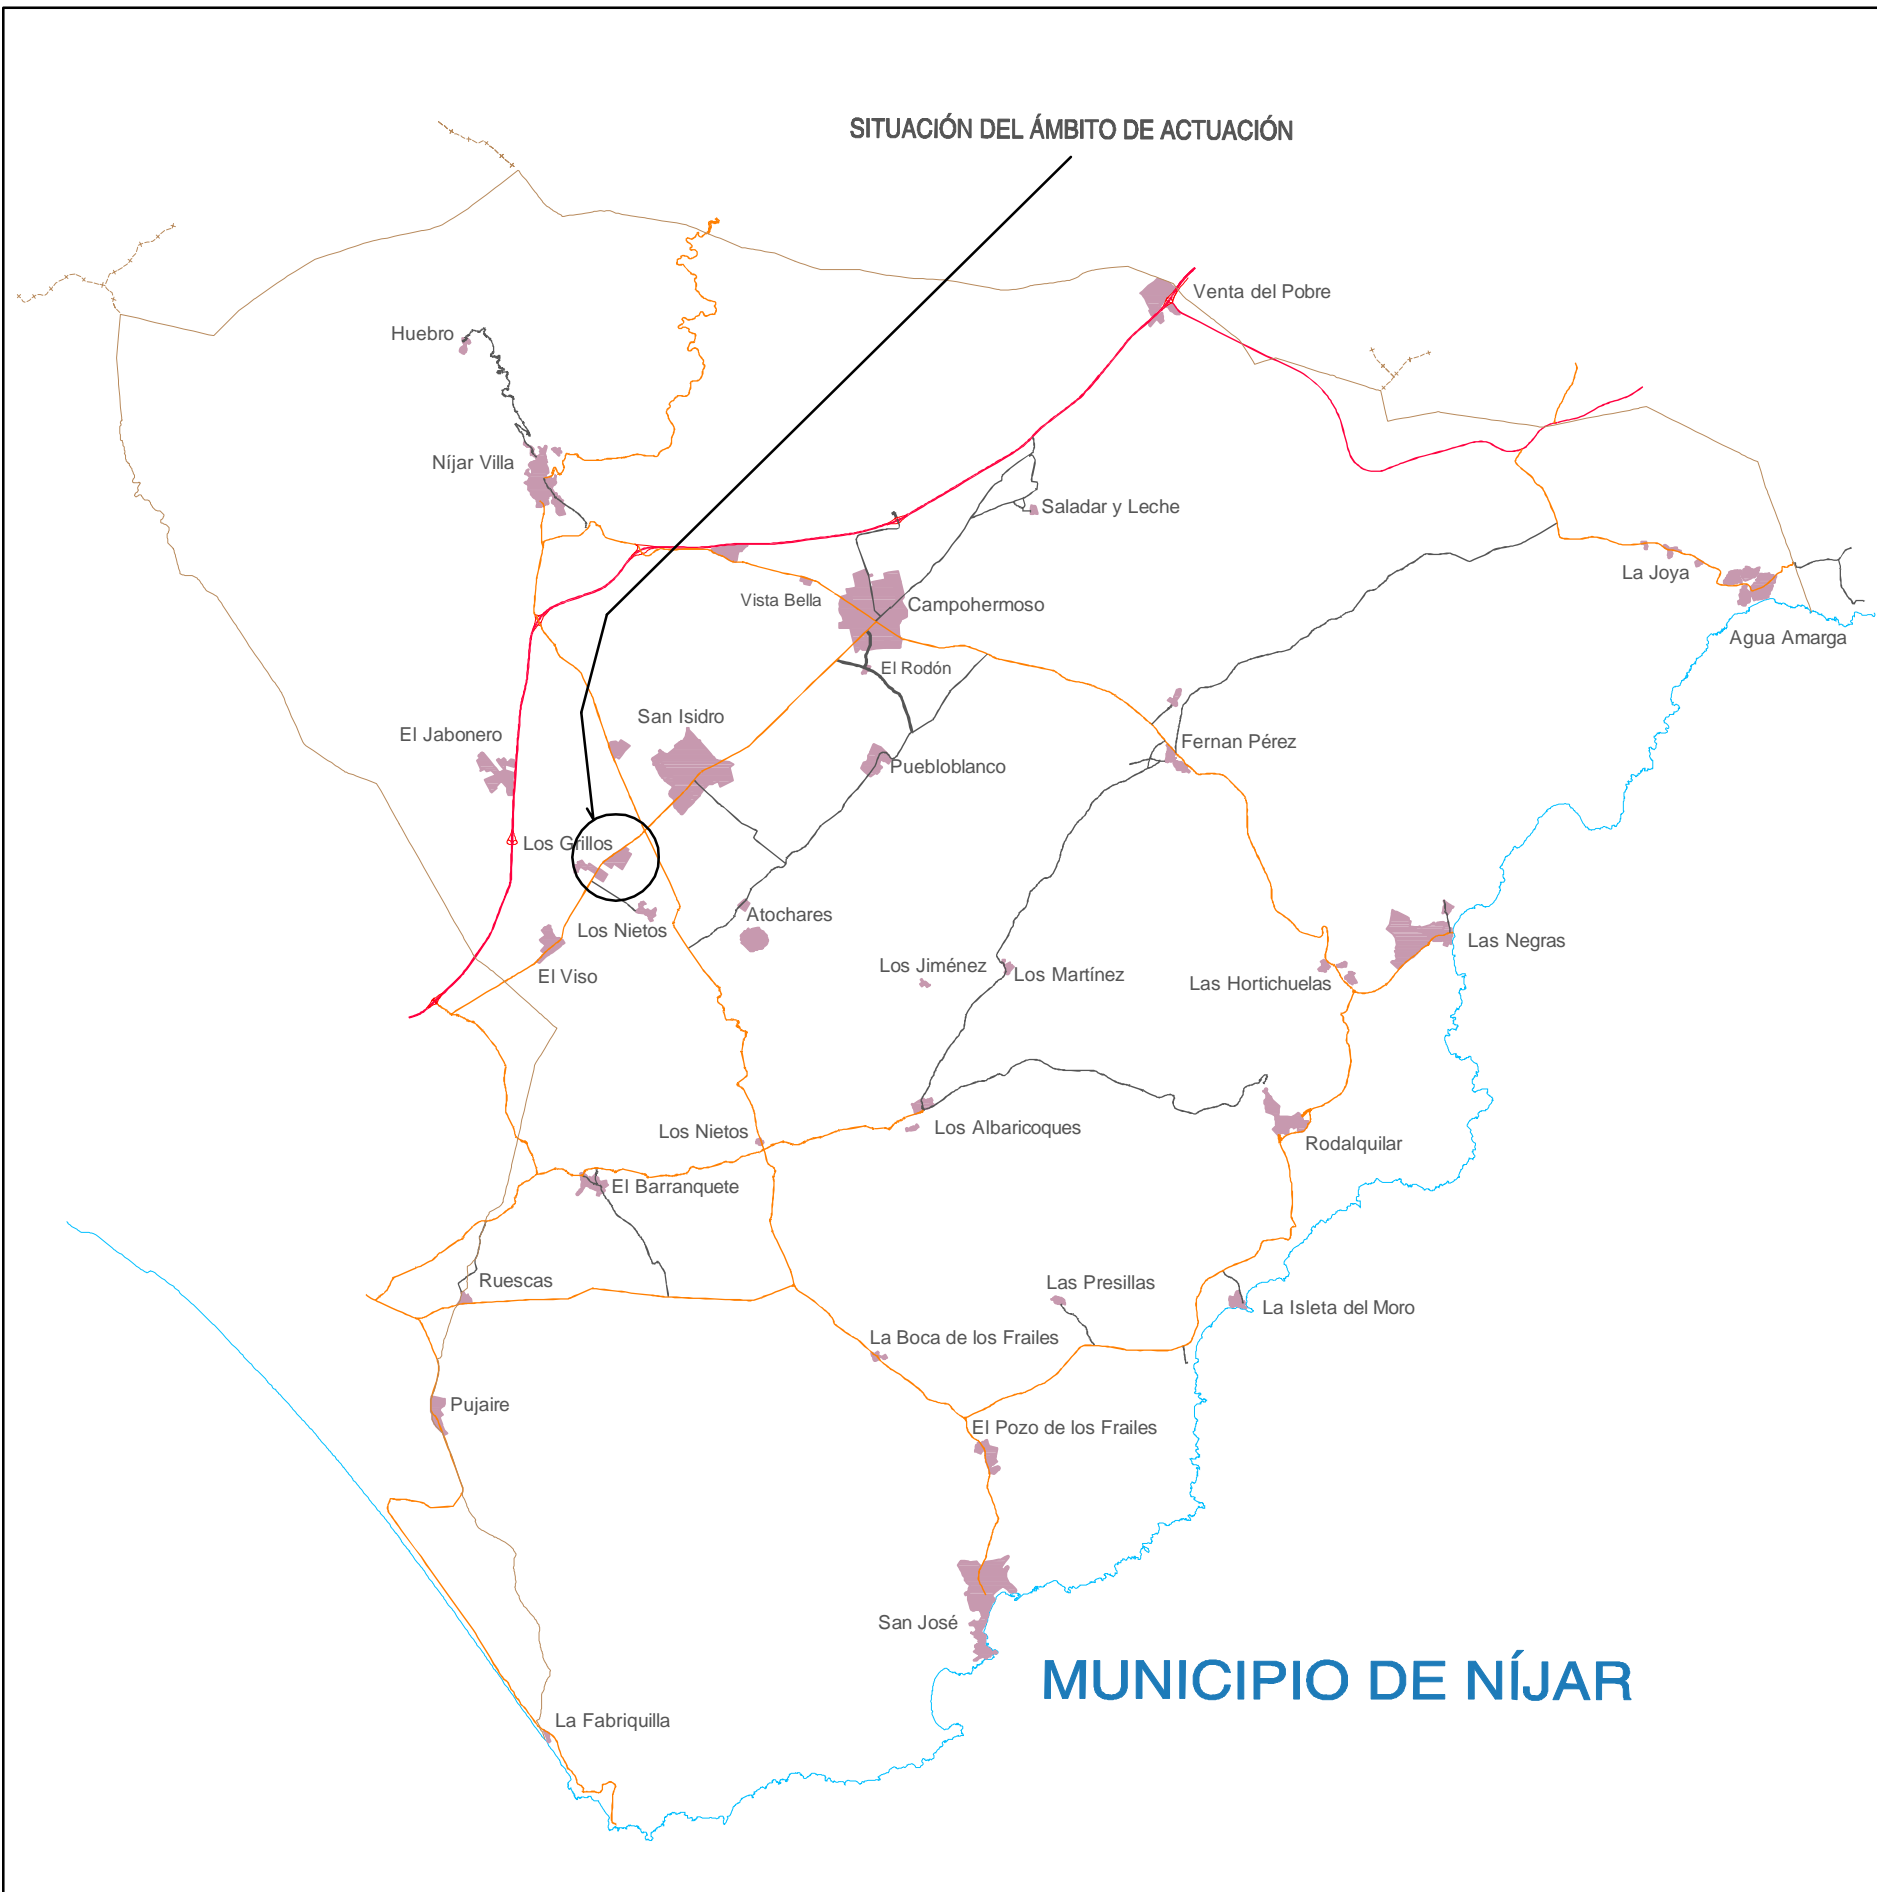 SITUACIÓN DEL ÁMBITO DE ACTUACIÓN
Venta del Pobre
Huebro
Níjar Villa
Saladar y Leche
La Joya
Vista Bella
Campohermoso
Agua Amarga
El Rodón
San Isidro
El Jabonero
Fernan Pérez
Puebloblanco
Los Grillos
Atochares
Los Nietos
Las Negras
El Viso
Los Jiménez
Los Martínez
Las Hortichuelas
Los Albaricoques
Los Nietos
Rodalquilar
El Barranquete
Ruescas
Las Presillas
La Isleta del Moro
La Boca de los Frailes
Pujaire
El Pozo de los Frailes
San José
MUNICIPIO DE NÍJAR
La Fabriquilla